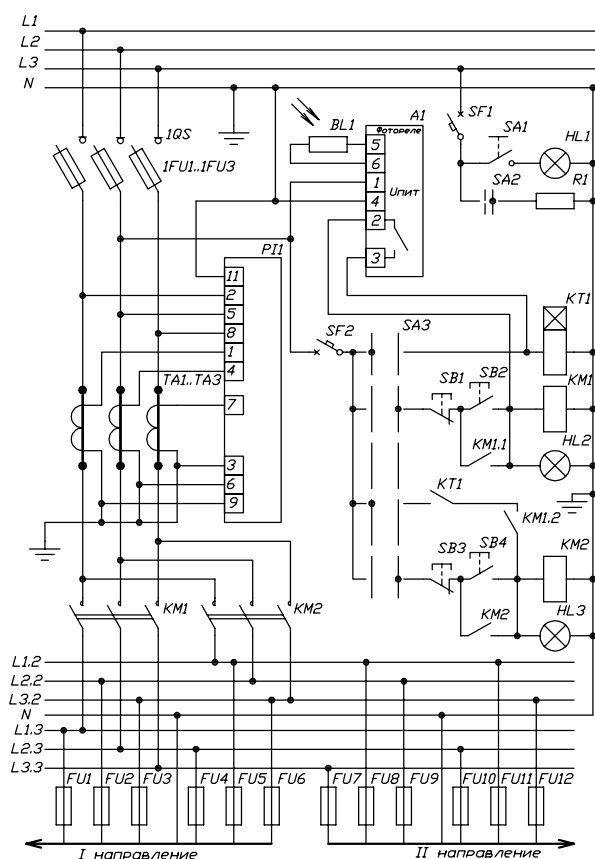 L1
L2
L3
N
1QS
1FU1..1FU3
BL1
A1
Фотореле
5
6
1
4
2
3
Uпит
SF1
SA1
HL1
SA2
R1
PI1
11
2
5
8
1
4
7
3
6
9
TA1..TA3
SF2
SA3
KT1
SB1
SB2
KM1
KM1.1
HL2
KT1
KM1.2
SB3
SB4
KM2
KM2
HL3
KM1
KM2
L1.2
L2.2
L3.2
N
L1.3
L2.3
L3.3
FU1
FU2
FU3
FU4
FU5
FU6
FU7
FU8
FU9
FU10
FU11
FU12
I направление
II направление